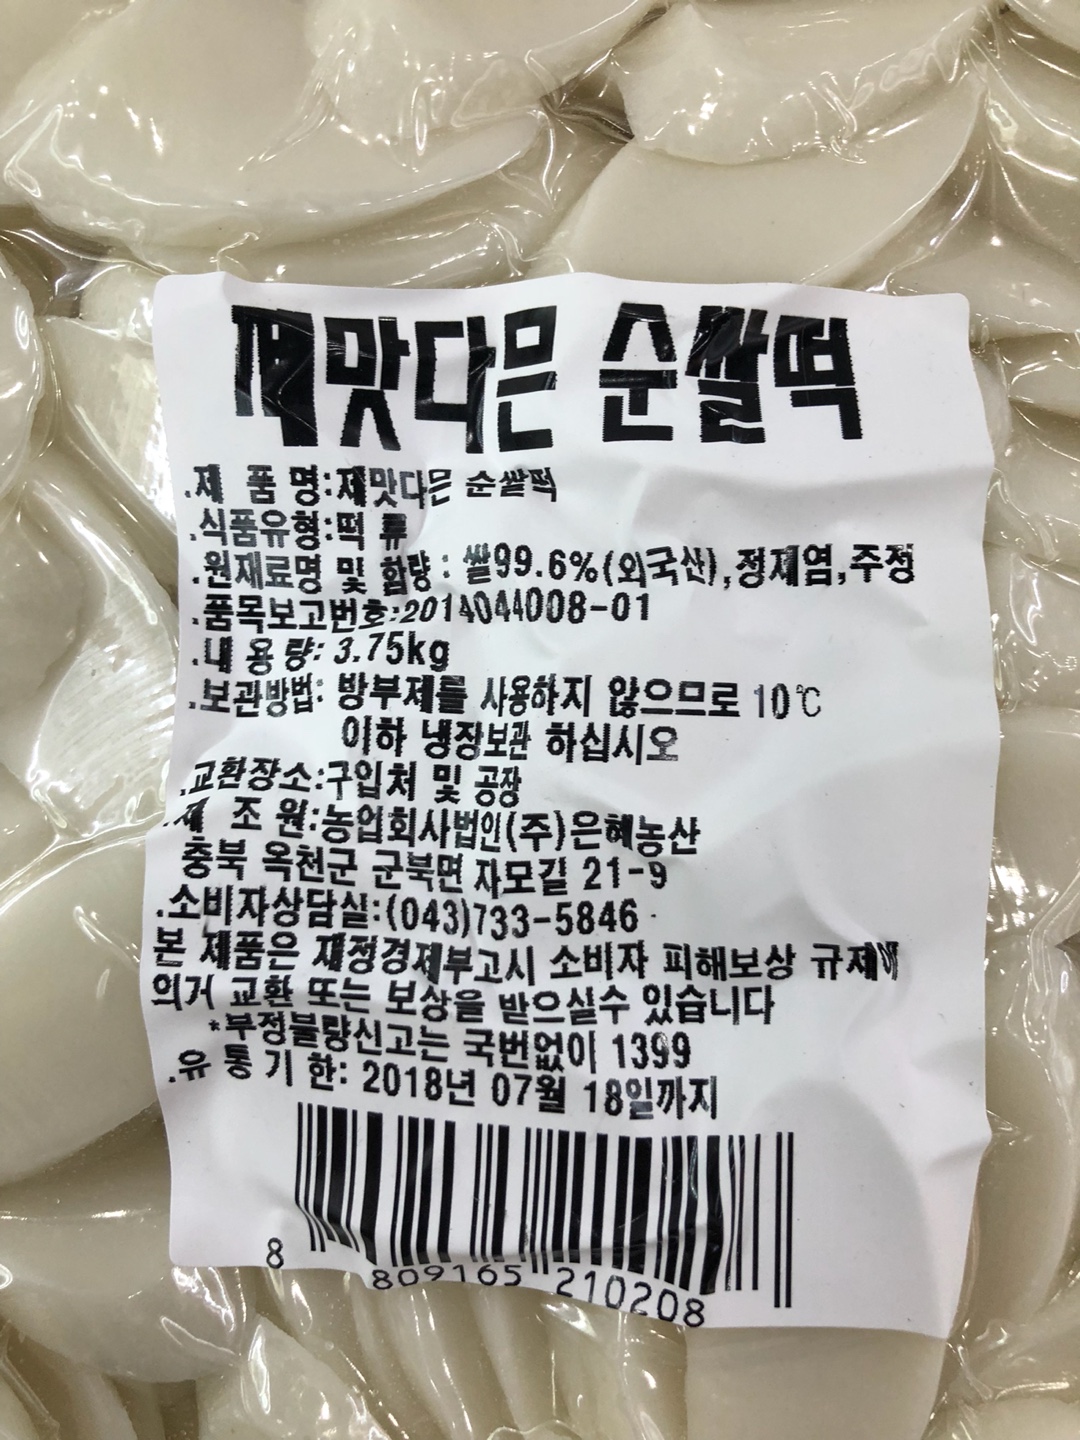 제맛다믄 순쌀떡
.제 품 명:제맛다믄 순쌀떡
.식품유형:떡 류
.원재료명 및 함량 : 쌀99.6%(외국산),정제염,주정
.품목보고번호:2014044008-01
.내 용 량: 3.75kg
.보관방법: 방부제를 사용하지 않으므로 10℃
이하 냉장보관 하십시오
.교환장소:구입처 및 공장
.제 조 원:농업회사법인(주)은혜농산
충북 옥천군 군북면 자모길 21-9
.소비자상담실:(043)733-5846
본 제품은 재정경제부고시 소비자 피해보상 규제에
의거 교환 또는 보상을 받으실수 있습니다
*부정불량신고는 국번없이 1399
.유 통 기 한: 2018년 07월 18일까지
8 809165 210208